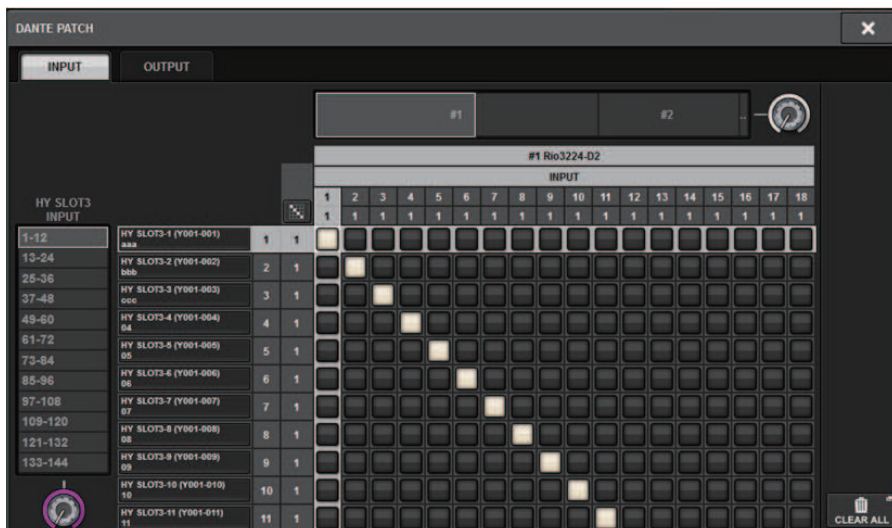 DANTE PATCH
INPUT OUTPUT
#1 #2 ..
#1 Rio3224-D2
INPUT
1 2 3 4 5 6 7 8 9 10 11 12 13 14 15 16 17 18
1 1 1 1 1 1 1 1 1 1 1 1 1 1 1 1 1 1
HY SLOT3
INPUT
1-12
13-24
25-36
37-48
49-60
61-72
73-84
85-96
97-108
109-120
121-132
133-144
HY SLOT3-1 (Y001-001)
aaa
1 1
HY SLOT3-2 (Y001-002)
bbb
2 1
HY SLOT3-3 (Y001-003)
ccc
3 1
HY SLOT3-4 (Y001-004)
04
4 1
HY SLOT3-5 (Y001-005)
05
5 1
HY SLOT3-6 (Y001-006)
06
6 1
HY SLOT3-7 (Y001-007)
07
7 1
HY SLOT3-8 (Y001-008)
08
8 1
HY SLOT3-9 (Y001-009)
09
9 1
HY SLOT3-10 (Y001-010)
10
10 1
HY SLOT3-11 (Y001-011)
11
11 1
CLEAR ALL